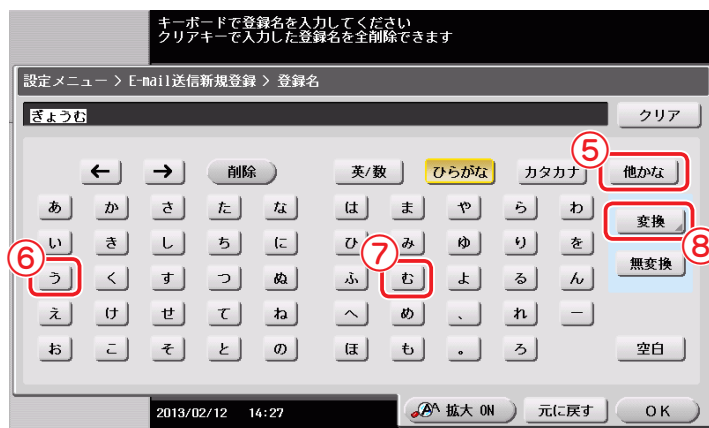 キーボードで登録名を入力してください
クリアキーで入力した登録名を全削除できます
設定メニュー > E-mail送信新規登録 > 登録名
ぎょうむ クリア
← → 削除 英/数 ひらがな カタカナ ⑤ 他かな
あ か さ た な は ま や ら わ 変換
い き し ち に ひ み ゆ り を ⑧
⑥ ⑦ 無変換
う く す つ ぬ ふ む よ る ん
え け せ て ね へ め 、 れ ー
お こ そ と の ほ も 。 ろ 空白
2013/02/12 14:27 AA 拡大 ON 元に戻す OK